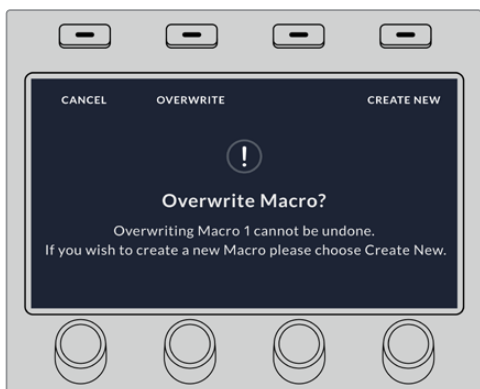 CANCEL OVERWRITE CREATE NEW
!
Overwrite Macro?
Overwriting Macro 1 cannot be undone.
If you wish to create a new Macro please choose Create New.